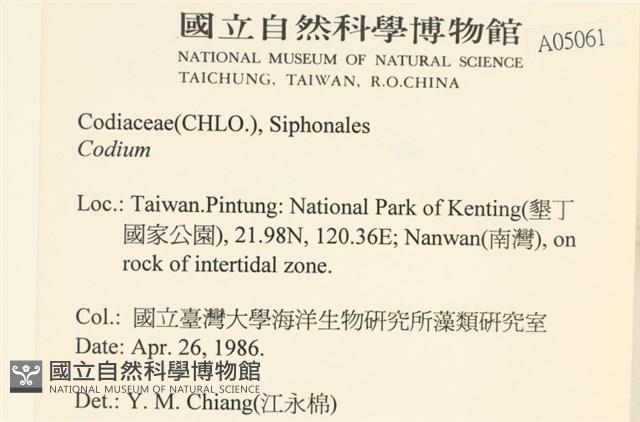 國立自然科學博物館
A05061
NATIONAL MUSEUM OF NATURAL SCIENCE
TAICHUNG, TAIWAN, R.O.CHINA
Codiaceae(CHLO.), Siphonales
Codium
Loc.: Taiwan.Pintung: National Park of Kenting(墾丁
國家公園), 21.98N, 120.36E; Nanwan(南灣), on
rock of intertidal zone.
Col.: 國立臺灣大學海洋生物研究所藻類研究室
Date: Apr. 26, 1986.
國立自然科學博物館
NATIONAL MUSEUM OF NATURAL SCIENCE
Det.: Y. M. Chiang(江永棉)